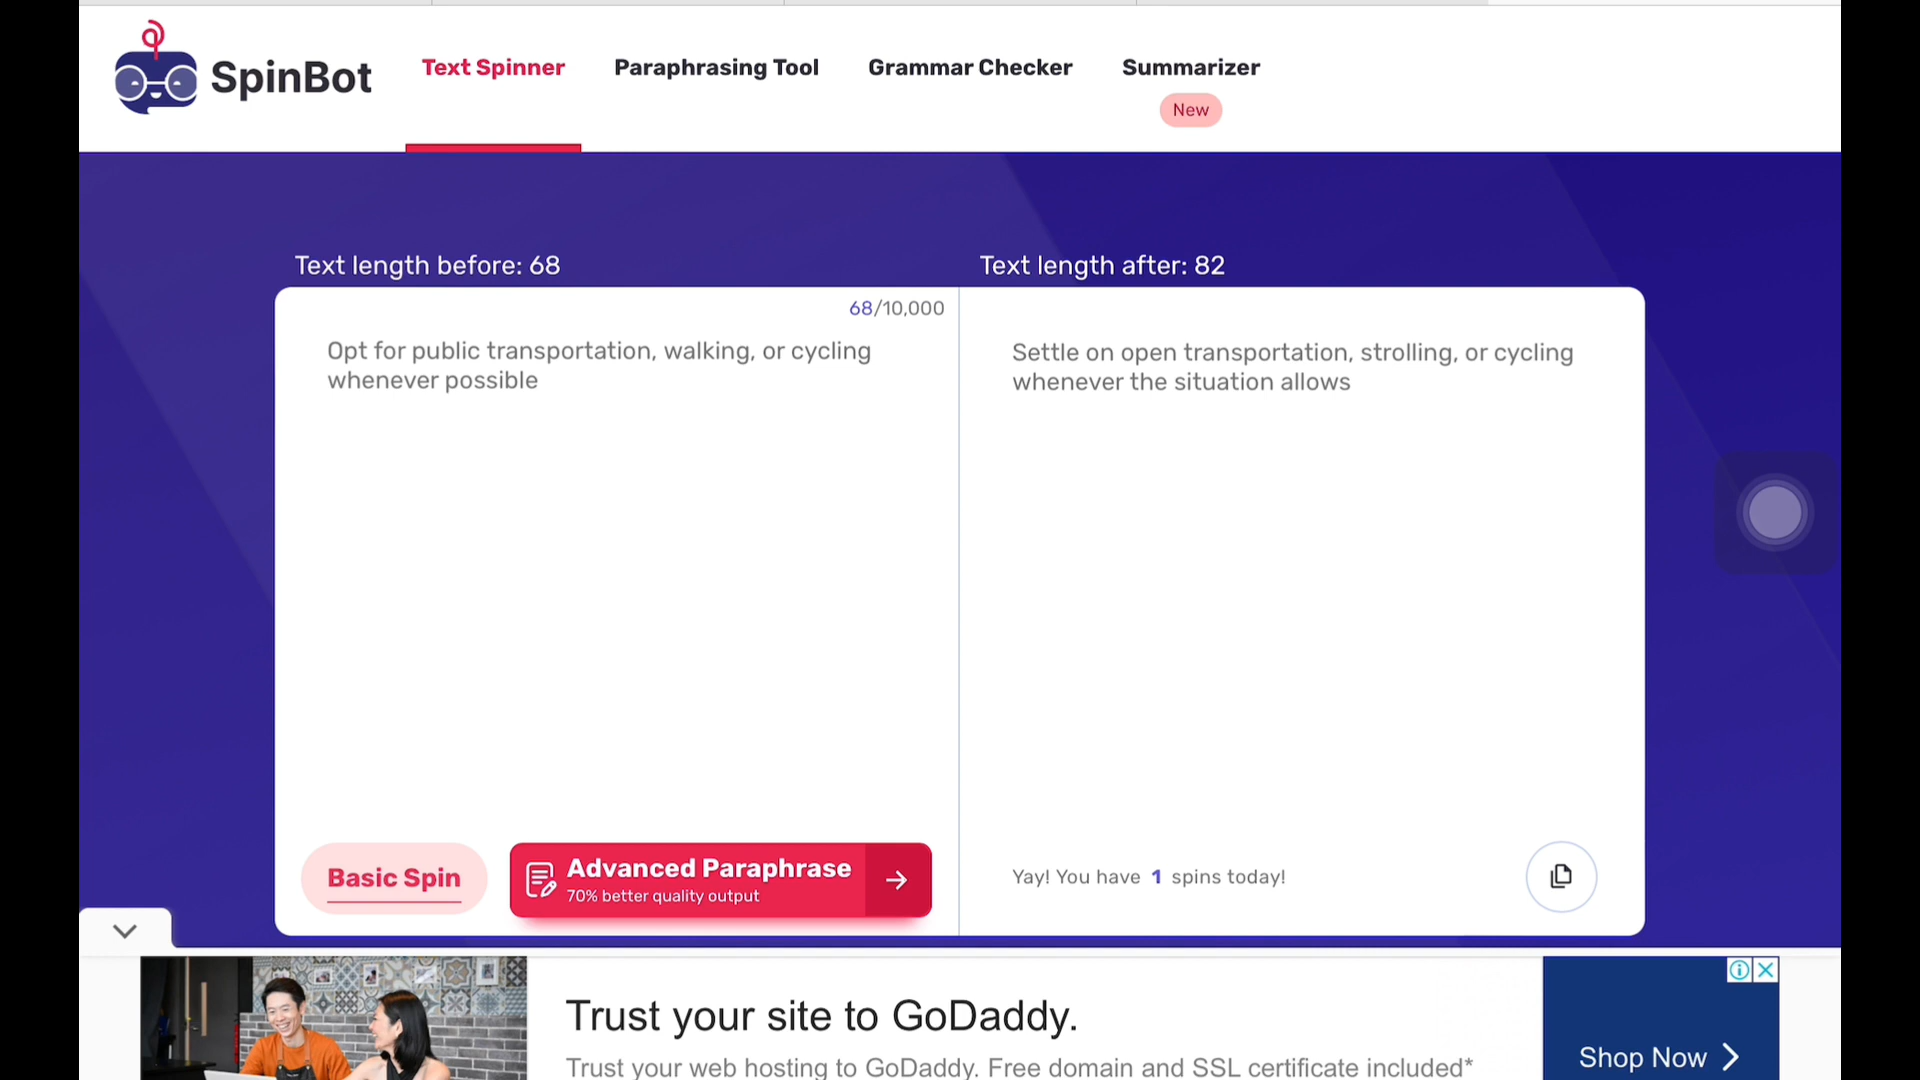 SpinBot
Text Spinner
Paraphrasing Tool
Grammar Checker
Summarizer
New
Text length before: 68
Text length after: 82
68/10,000
Opt for public transportation, walking, or cycling
whenever possible
Settle on open transportation, strolling, or cycling
whenever the situation allows
Basic Spin
Advanced Paraphrase
70% better quality output
Yay! You have 1 spins today!
Trust your site to GoDaddy.
Trust your web hosting to GoDaddy. Free domain and SSL certificate included*
Shop Now